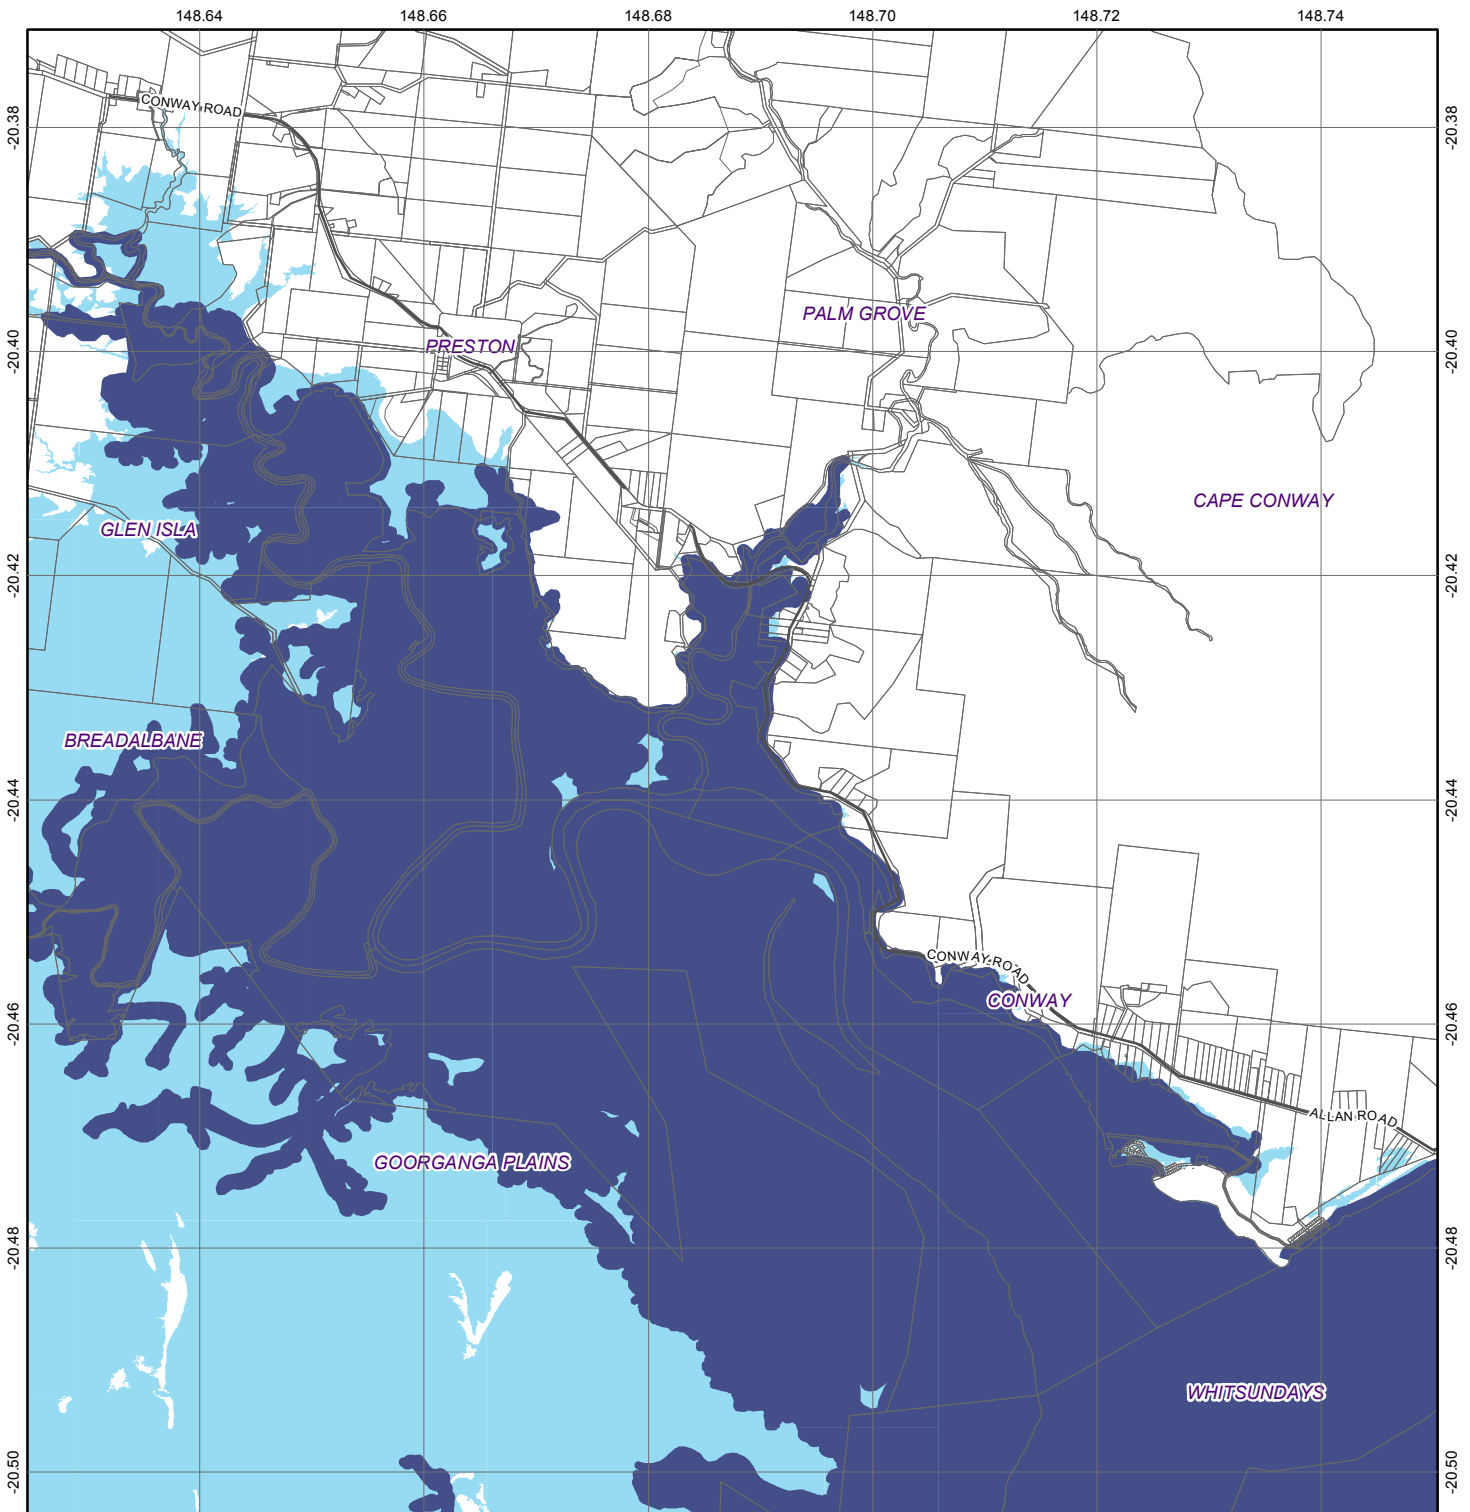 148.64 148.66 148.68 148.70 148.72 148.74
CONWAY ROAD
-20.38 -20.38
PALM GROVE
PRESTON
-20.40 -20.40
CAPE CONWAY
GLEN ISLA
-20.42 -20.42
BREADALBANE
-20.44 -20.44
CONWAY ROAD
CONWAY
-20.46 -20.46
ALLAN ROAD
GOORGANGA PLAINS
-20.48 -20.48
WHITSUNDAYS
-20.50 -20.50